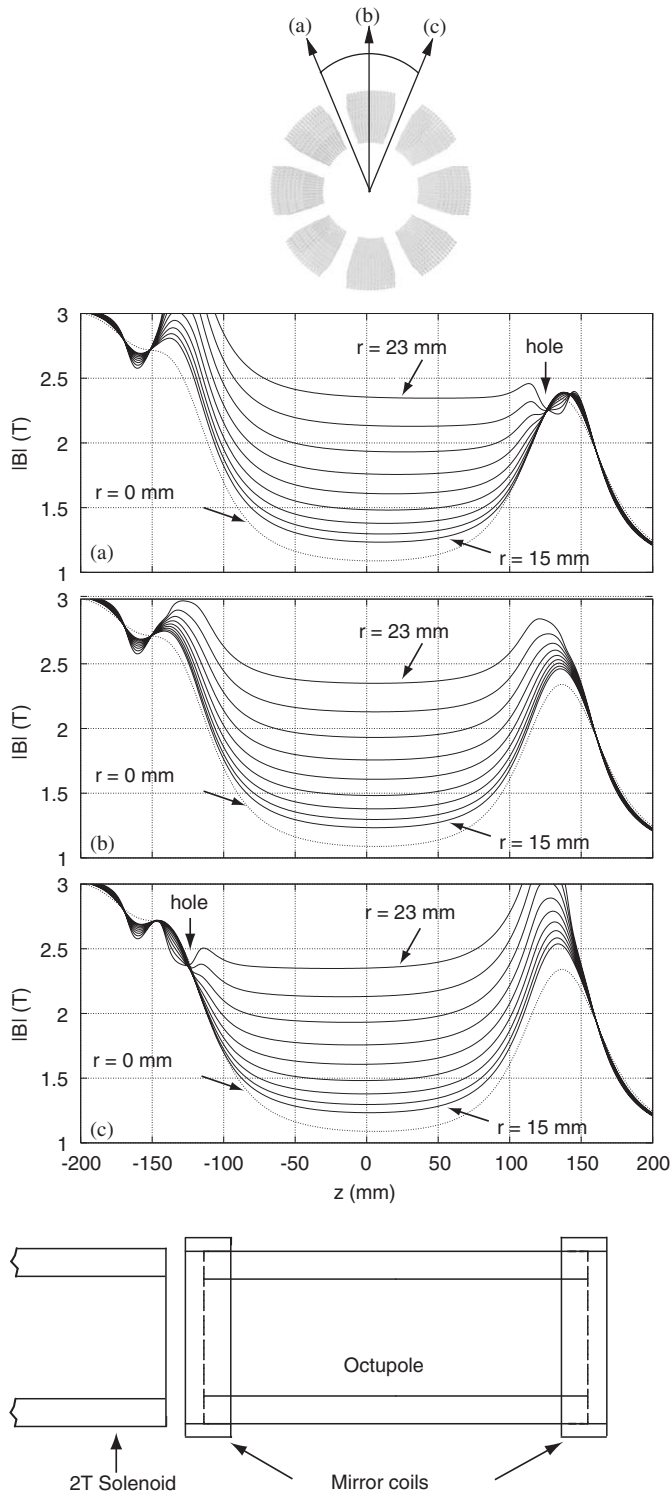 (a)
(b)
(c)
3
2.5
2
1.5
1
|B| (T)
r = 23 mm
hole
r = 0 mm
r = 15 mm
(a)
3
2.5
2
1.5
1
|B| (T)
r = 23 mm
r = 0 mm
r = 15 mm
(b)
3
2.5
2
1.5
1
|B| (T)
hole
r = 23 mm
r = 0 mm
r = 15 mm
(c)
-200 -150 -100 -50 0 50 100 150 200
z (mm)
Octupole
2T Solenoid
Mirror coils